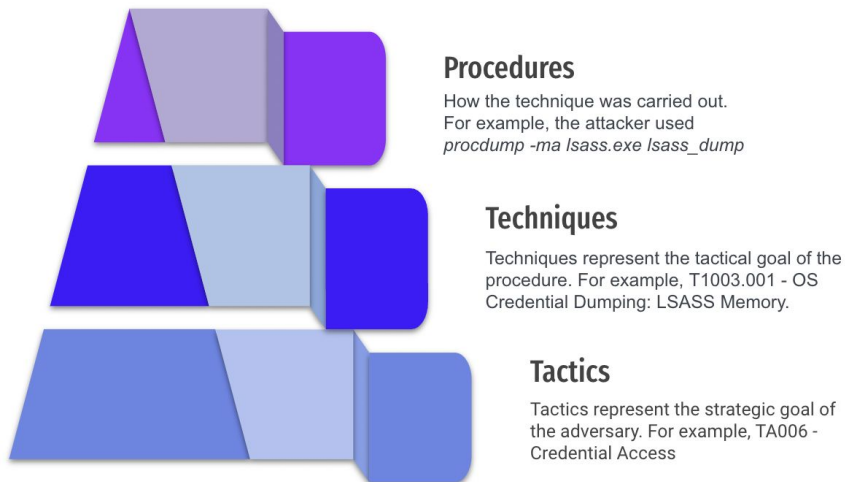 Procedures
How the technique was carried out.
For example, the attacker used
procdump -ma lsass.exe lsass_dump
Techniques
Techniques represent the tactical goal of the
procedure. For example, T1003.001 - OS
Credential Dumping: LSASS Memory.
Tactics
Tactics represent the strategic goal of
the adversary. For example, TA006 -
Credential Access